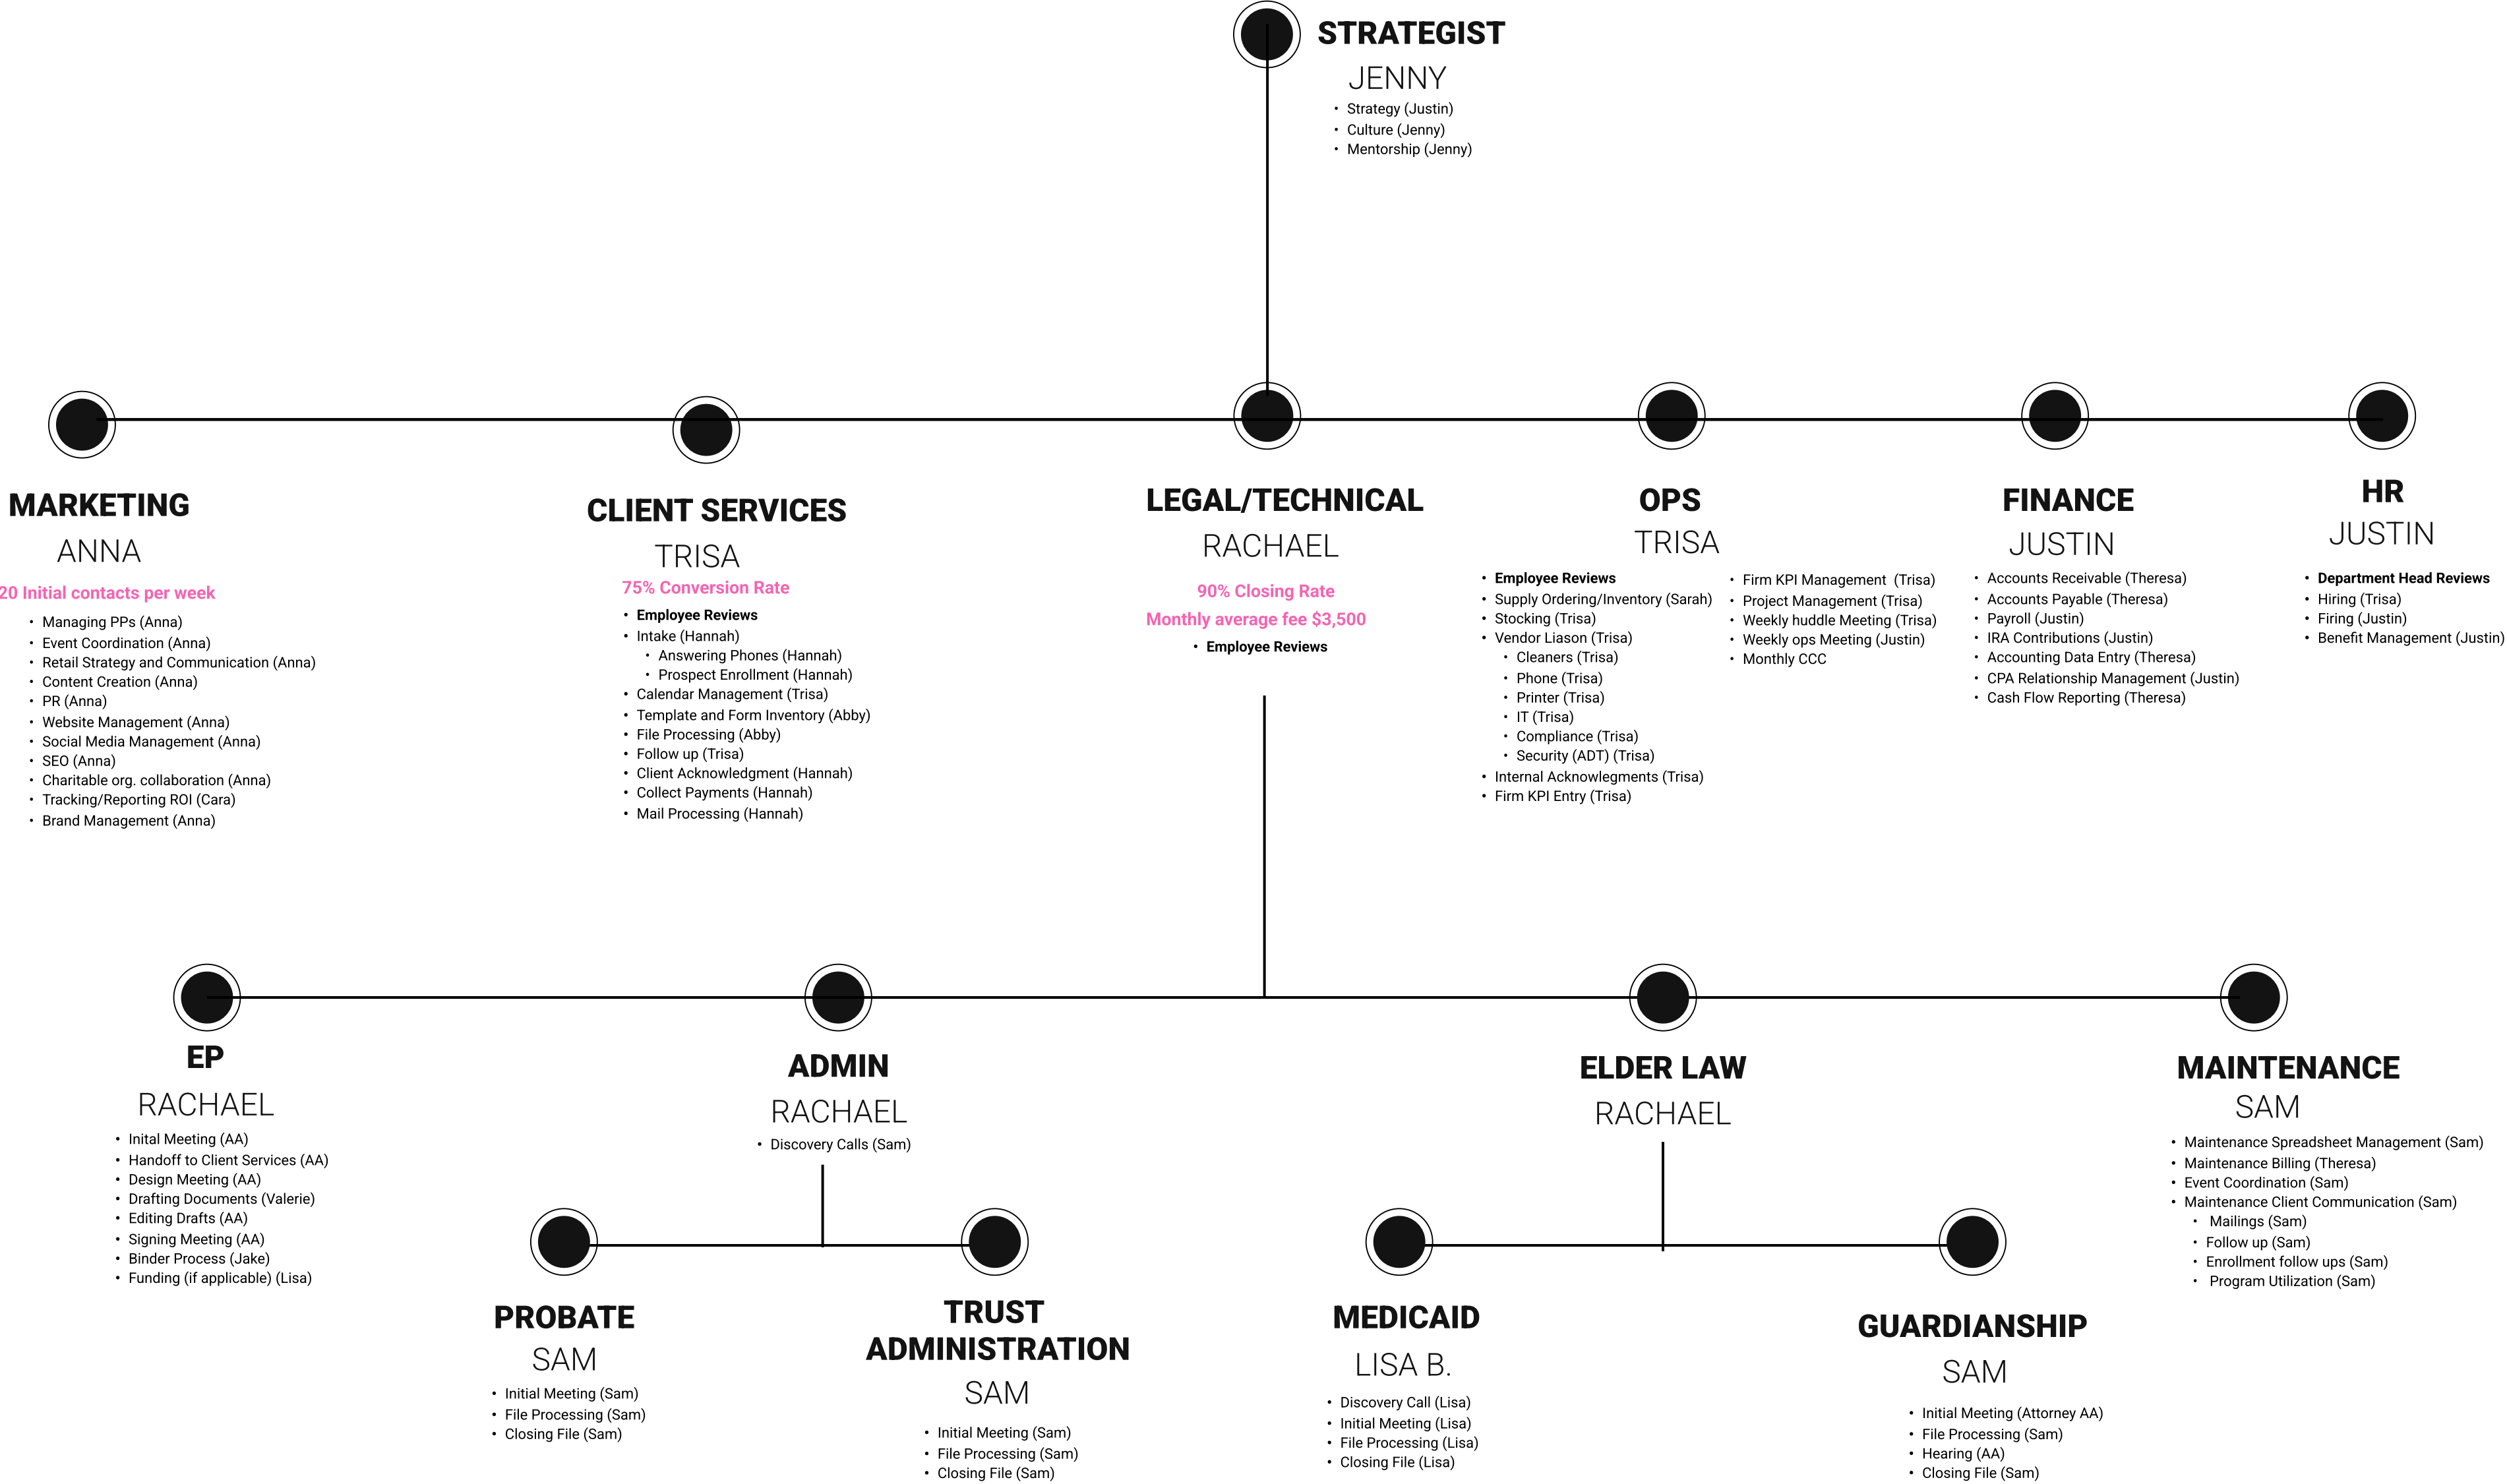 STRATEGIST
JENNY
• Strategy (Justin)
• Culture (Jenny)
• Mentorship (Jenny)
MARKETING
ANNA
20 Initial contacts per week
• Managing PPs (Anna)
• Event Coordination (Anna)
• Retail Strategy and Communication (Anna)
• Content Creation (Anna)
• PR (Anna)
• Website Management (Anna)
• Social Media Management (Anna)
• SEO (Anna)
• Charitable org. collaboration (Anna)
• Tracking/Reporting ROI (Cara)
• Brand Management (Anna)
CLIENT SERVICES
TRISA
75% Conversion Rate
• Employee Reviews
• Intake (Hannah)
• Answering Phones (Hannah)
• Prospect Enrollment (Hannah)
• Calendar Management (Trisa)
• Template and Form Inventory (Abby)
• File Processing (Abby)
• Follow up (Trisa)
• Client Acknowledgment (Hannah)
• Collect Payments (Hannah)
• Mail Processing (Hannah)
LEGAL/TECHNICAL
RACHAEL
90% Closing Rate
Monthly average fee $3,500
• Employee Reviews
OPS
TRISA
• Employee Reviews
• Supply Ordering/Inventory (Sarah)
• Stocking (Trisa)
• Vendor Liason (Trisa)
• Cleaners (Trisa)
• Phone (Trisa)
• Printer (Trisa)
• IT (Trisa)
• Compliance (Trisa)
• Security (ADT) (Trisa)
• Internal Acknowlegments (Trisa)
• Firm KPI Entry (Trisa)
• Firm KPI Management (Trisa)
• Project Management (Trisa)
• Weekly huddle Meeting (Trisa)
• Weekly ops Meeting (Justin)
• Monthly CCC
FINANCE
JUSTIN
• Accounts Receivable (Theresa)
• Accounts Payable (Theresa)
• Payroll (Justin)
• IRA Contributions (Justin)
• Accounting Data Entry (Theresa)
• CPA Relationship Management (Justin)
• Cash Flow Reporting (Theresa)
HR
JUSTIN
• Department Head Reviews
• Hiring (Trisa)
• Firing (Justin)
• Benefit Management (Justin)
EP
RACHAEL
• Inital Meeting (AA)
• Handoff to Client Services (AA)
• Design Meeting (AA)
• Drafting Documents (Valerie)
• Editing Drafts (AA)
• Signing Meeting (AA)
• Binder Process (Jake)
• Funding (if applicable) (Lisa)
ADMIN
RACHAEL
• Discovery Calls (Sam)
PROBATE
SAM
• Initial Meeting (Sam)
• File Processing (Sam)
• Closing File (Sam)
TRUST
ADMINISTRATION
SAM
• Initial Meeting (Sam)
• File Processing (Sam)
• Closing File (Sam)
ELDER LAW
RACHAEL
MEDICAID
LISA B.
• Discovery Call (Lisa)
• Initial Meeting (Lisa)
• File Processing (Lisa)
• Closing File (Lisa)
GUARDIANSHIP
SAM
• Initial Meeting (Attorney AA)
• File Processing (Sam)
• Hearing (AA)
• Closing File (Sam)
MAINTENANCE
SAM
• Maintenance Spreadsheet Management (Sam)
• Maintenance Billing (Theresa)
• Event Coordination (Sam)
• Maintenance Client Communication (Sam)
• Mailings (Sam)
• Follow up (Sam)
• Enrollment follow ups (Sam)
• Program Utilization (Sam)